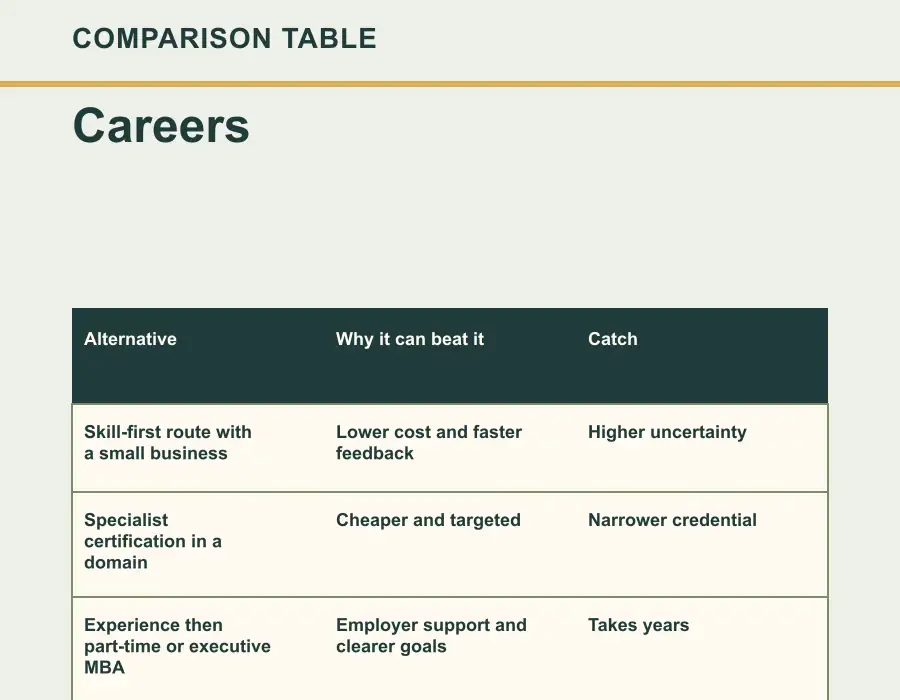 COMPARISON TABLE
Careers
Alternative Why it can beat it Catch
Skill-first route with Lower cost and faster Higher uncertainty
a small business feedback
Specialist Cheaper and targeted Narrower credential
certification in a
domain
Experience then Employer support and Takes years
part-time or executive clearer goals
MBA